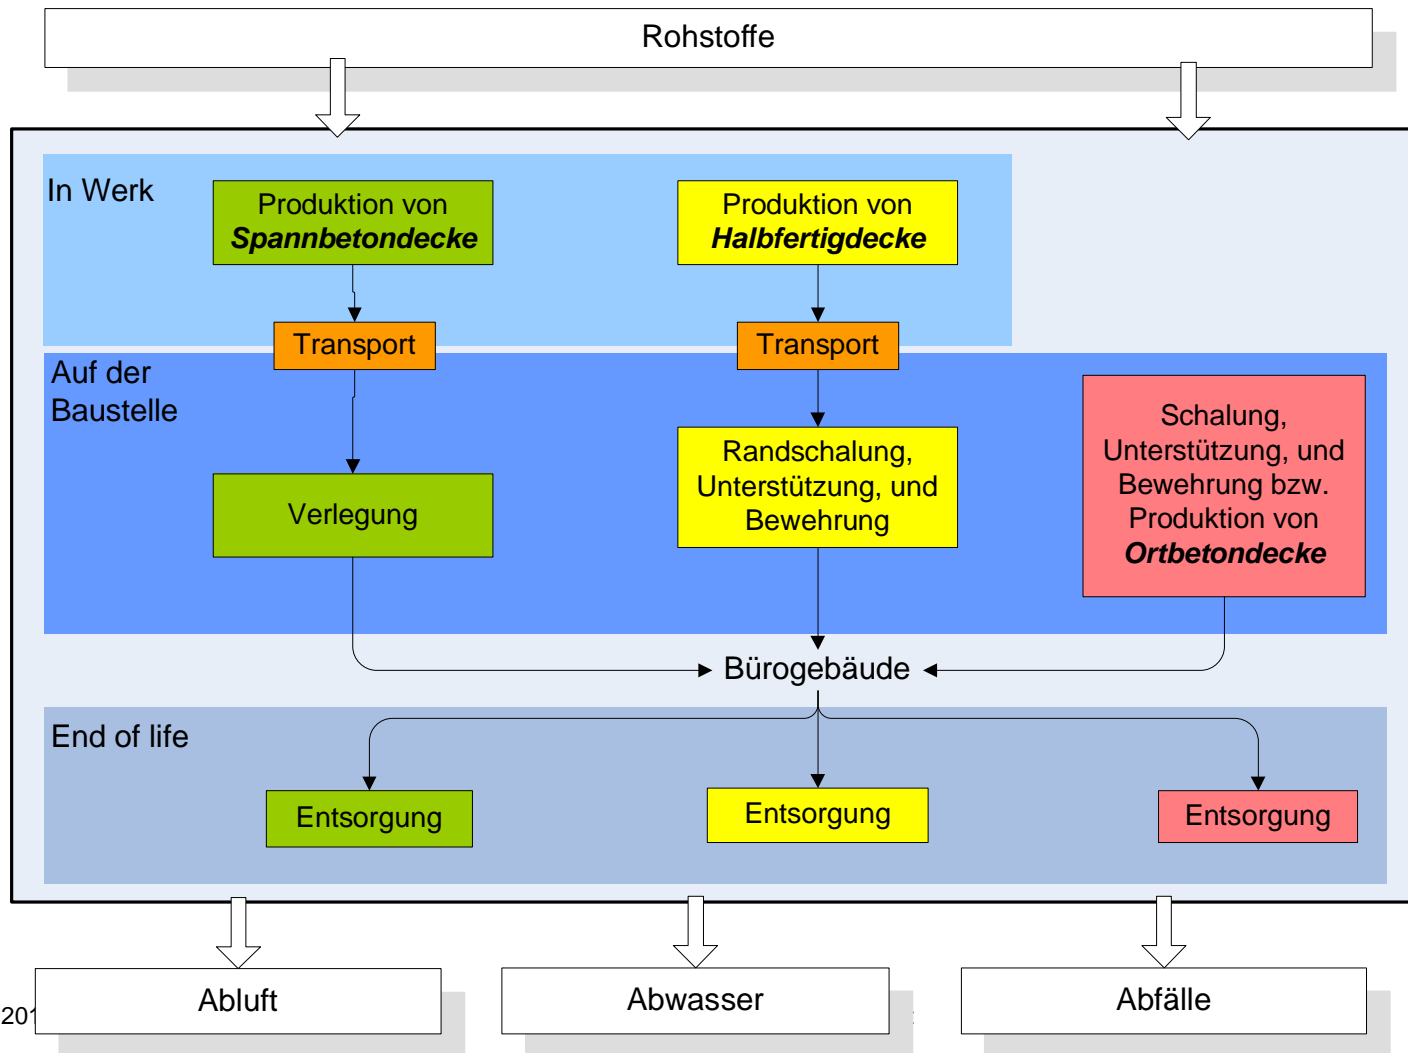 Rohstoffe
In Werk
Produktion von
Spannbetondecke
Produktion von
Halbfertigdecke
Transport
Transport
Auf der
Baustelle
Verlegung
Randschalung,
Unterstützung, und
Bewehrung
Schalung,
Unterstützung, und
Bewehrung bzw.
Produktion von
Ortbetondecke
Bürogebäude
End of life
Entsorgung
Entsorgung
Entsorgung
Abluft
Abwasser
Abfälle